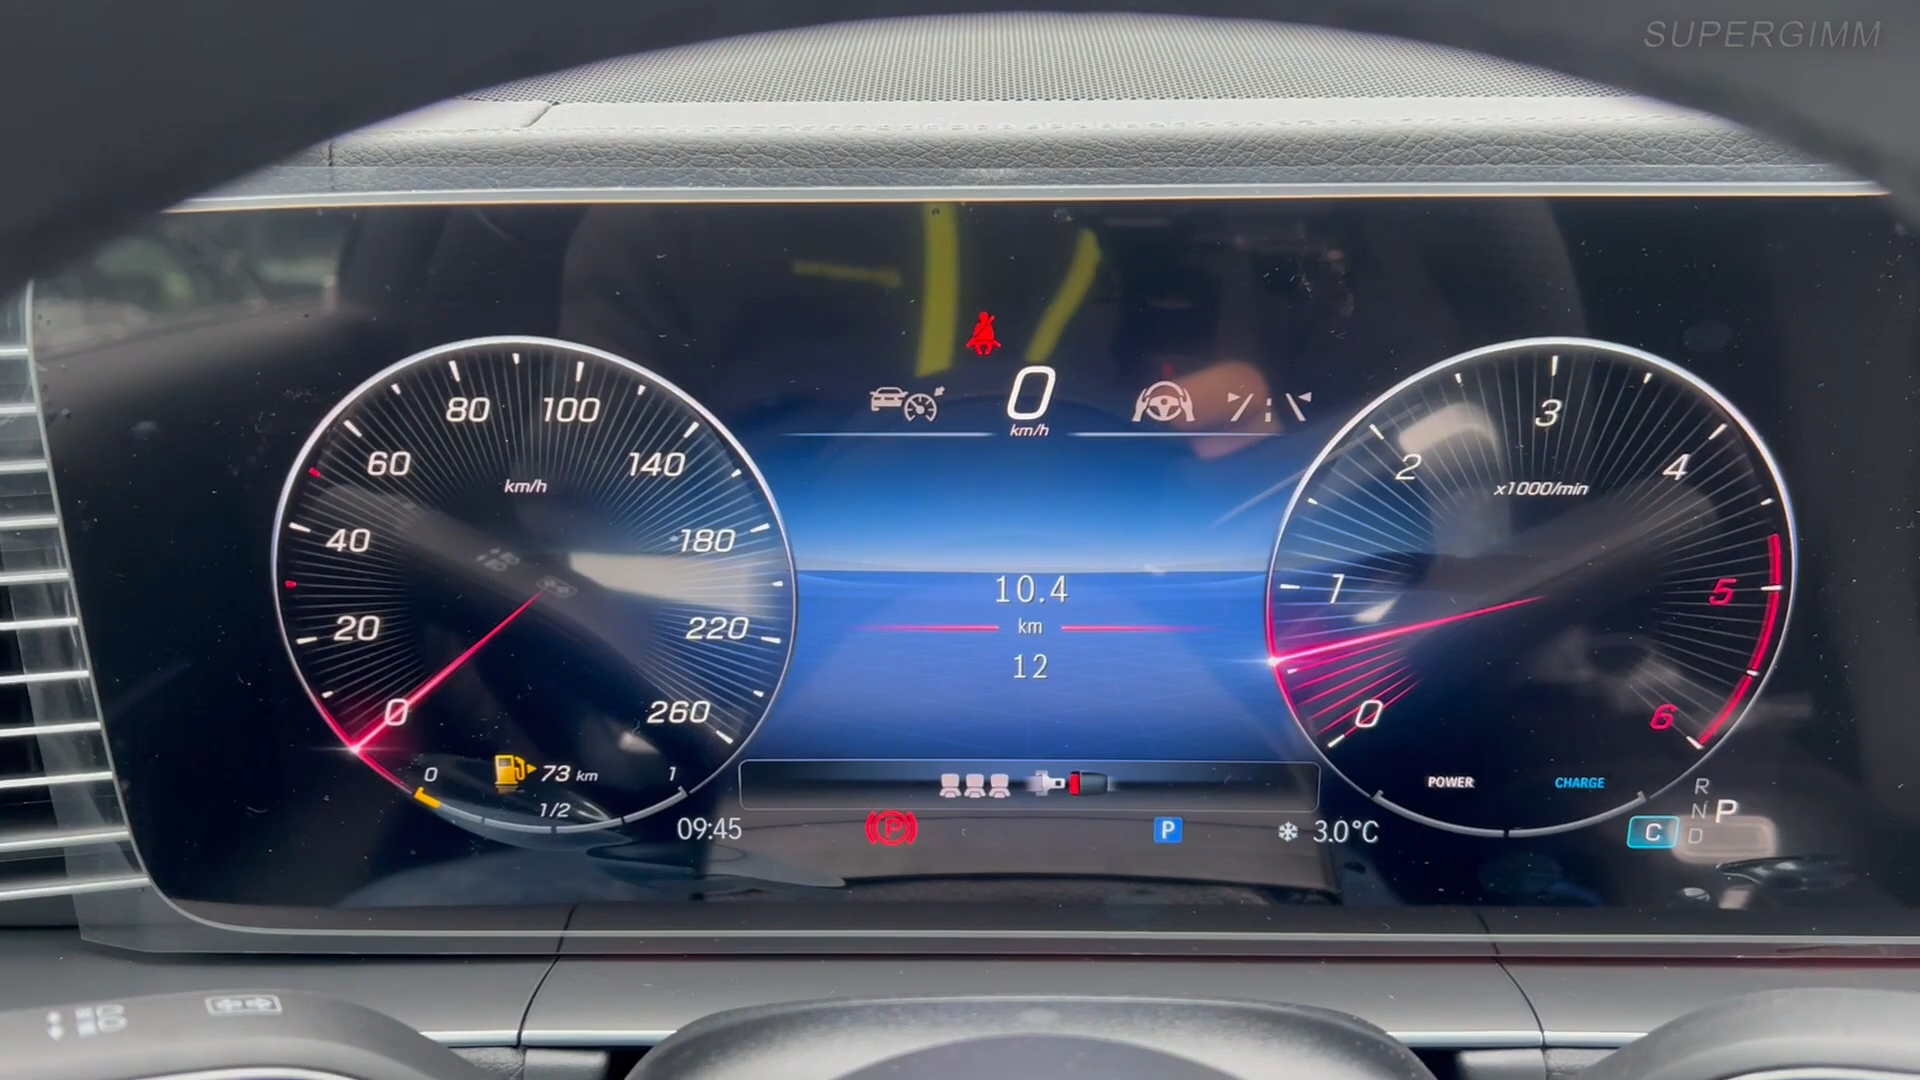 SUPERGIMM
0
km/h
80 100
60 140
km/h
40 180
20 220
0 260
0 73 km 1
1/2
09:45
10.4
km
12
P
P
3.0°C
3
2 4
x1000/min
1 5
0 6
POWER CHARGE
R
N P
C D